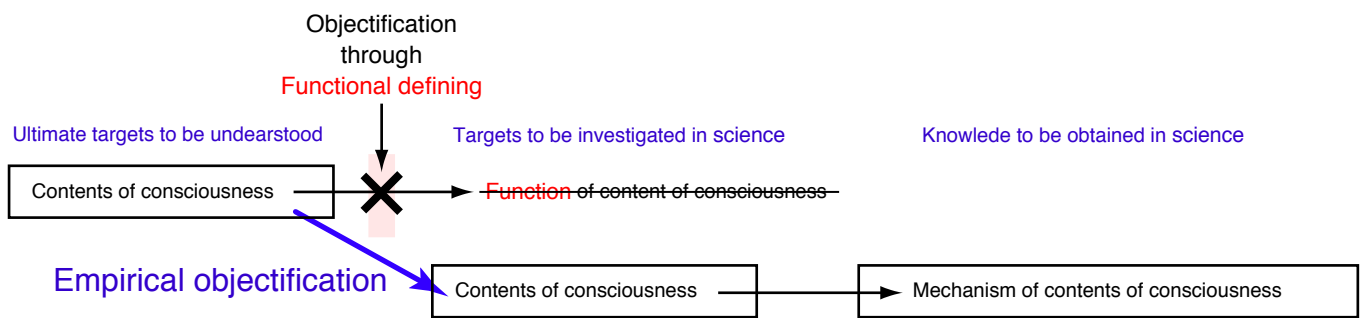 Objectification
through
Functional defining
Ultimate targets to be undearstood
Targets to be investigated in science
Knowlede to be obtained in science
Contents of consciousness
Function of content of consciousness
Empirical objectification
Contents of consciousness
Mechanism of contents of consciousness